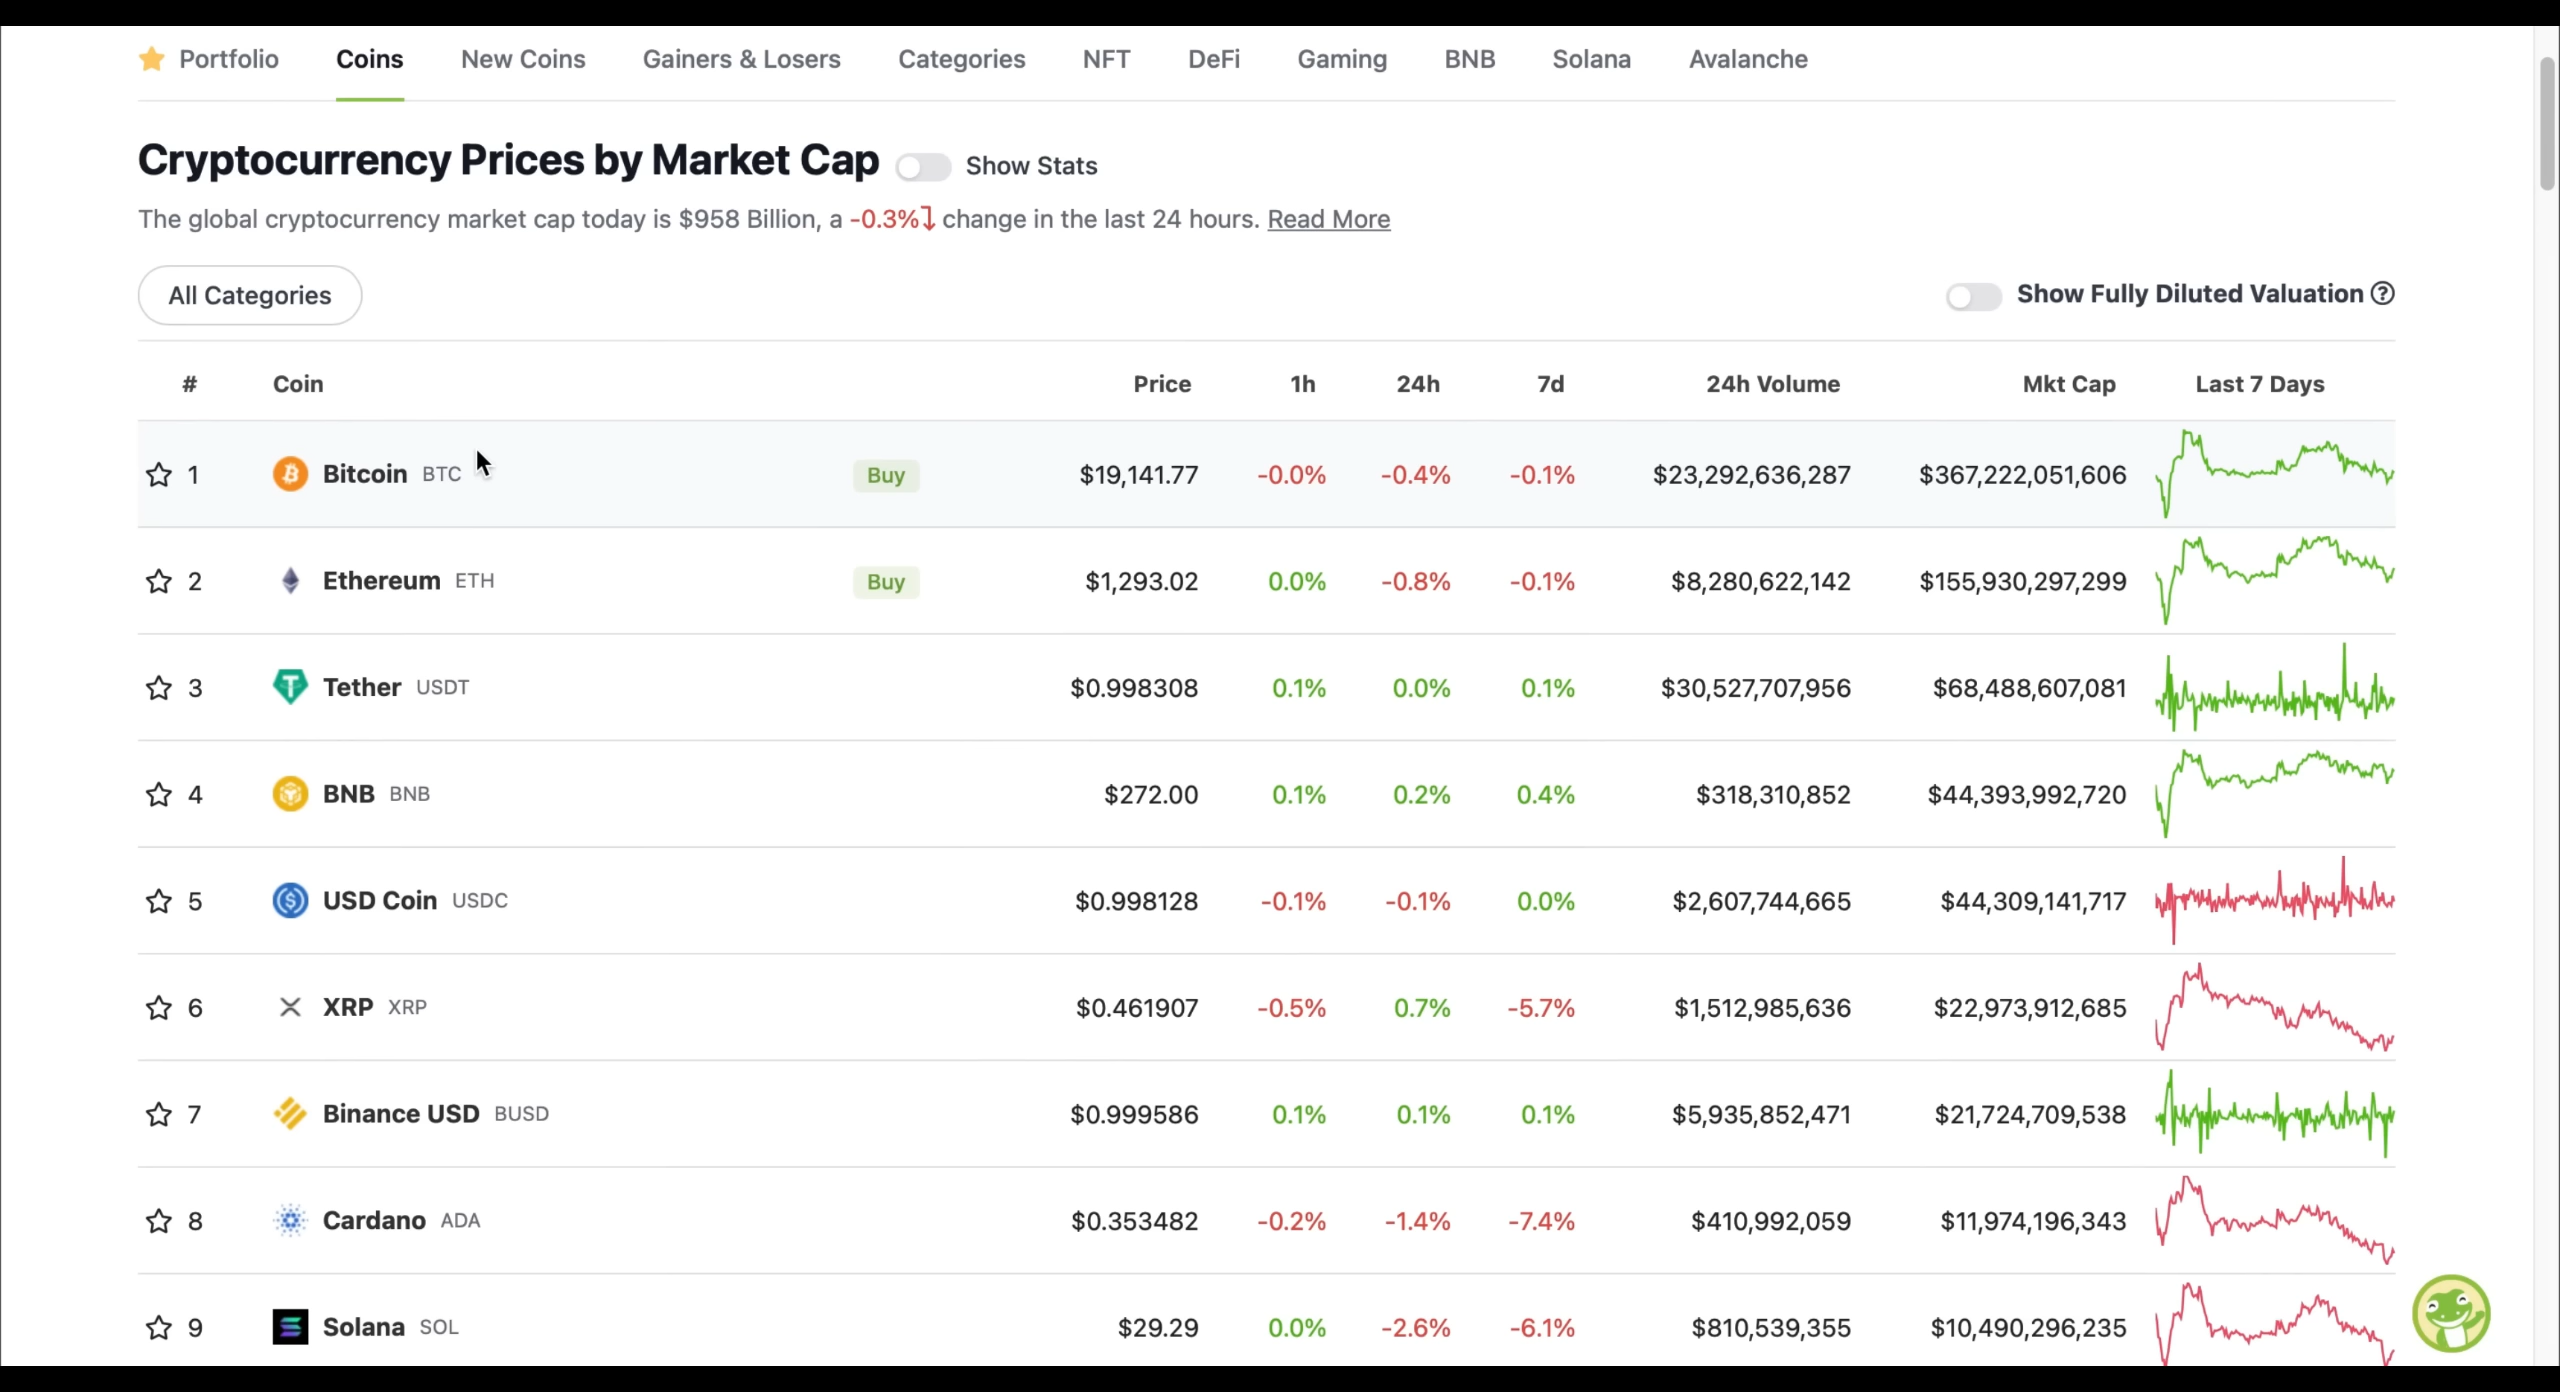 Portfolio Coins New Coins Gainers & Losers Categories NFT DeFi Gaming BNB Solana Avalanche
Cryptocurrency Prices by Market Cap Show Stats
The global cryptocurrency market cap today is $958 Billion, a -0.3% change in the last 24 hours. Read More
All Categories Show Fully Diluted Valuation ?
# Coin Price 1h 24h 7d 24h Volume Mkt Cap Last 7 Days
1 Bitcoin BTC Buy $19,141.77 -0.0% -0.4% -0.1% $23,292,636,287 $367,222,051,606
2 Ethereum ETH Buy $1,293.02 0.0% -0.8% -0.1% $8,280,622,142 $155,930,297,299
3 Tether USDT $0.998308 0.1% 0.0% 0.1% $30,527,707,956 $68,488,607,081
4 BNB BNB $272.00 0.1% 0.2% 0.4% $318,310,852 $44,393,992,720
5 USD Coin USDC $0.998128 -0.1% -0.1% 0.0% $2,607,744,665 $44,309,141,717
6 XRP XRP $0.461907 -0.5% 0.7% -5.7% $1,512,985,636 $22,973,912,685
7 Binance USD BUSD $0.999586 0.1% 0.1% 0.1% $5,935,852,471 $21,724,709,538
8 Cardano ADA $0.353482 -0.2% -1.4% -7.4% $410,992,059 $11,974,196,343
9 Solana SOL $29.29 0.0% -2.6% -6.1% $810,539,355 $10,490,296,235